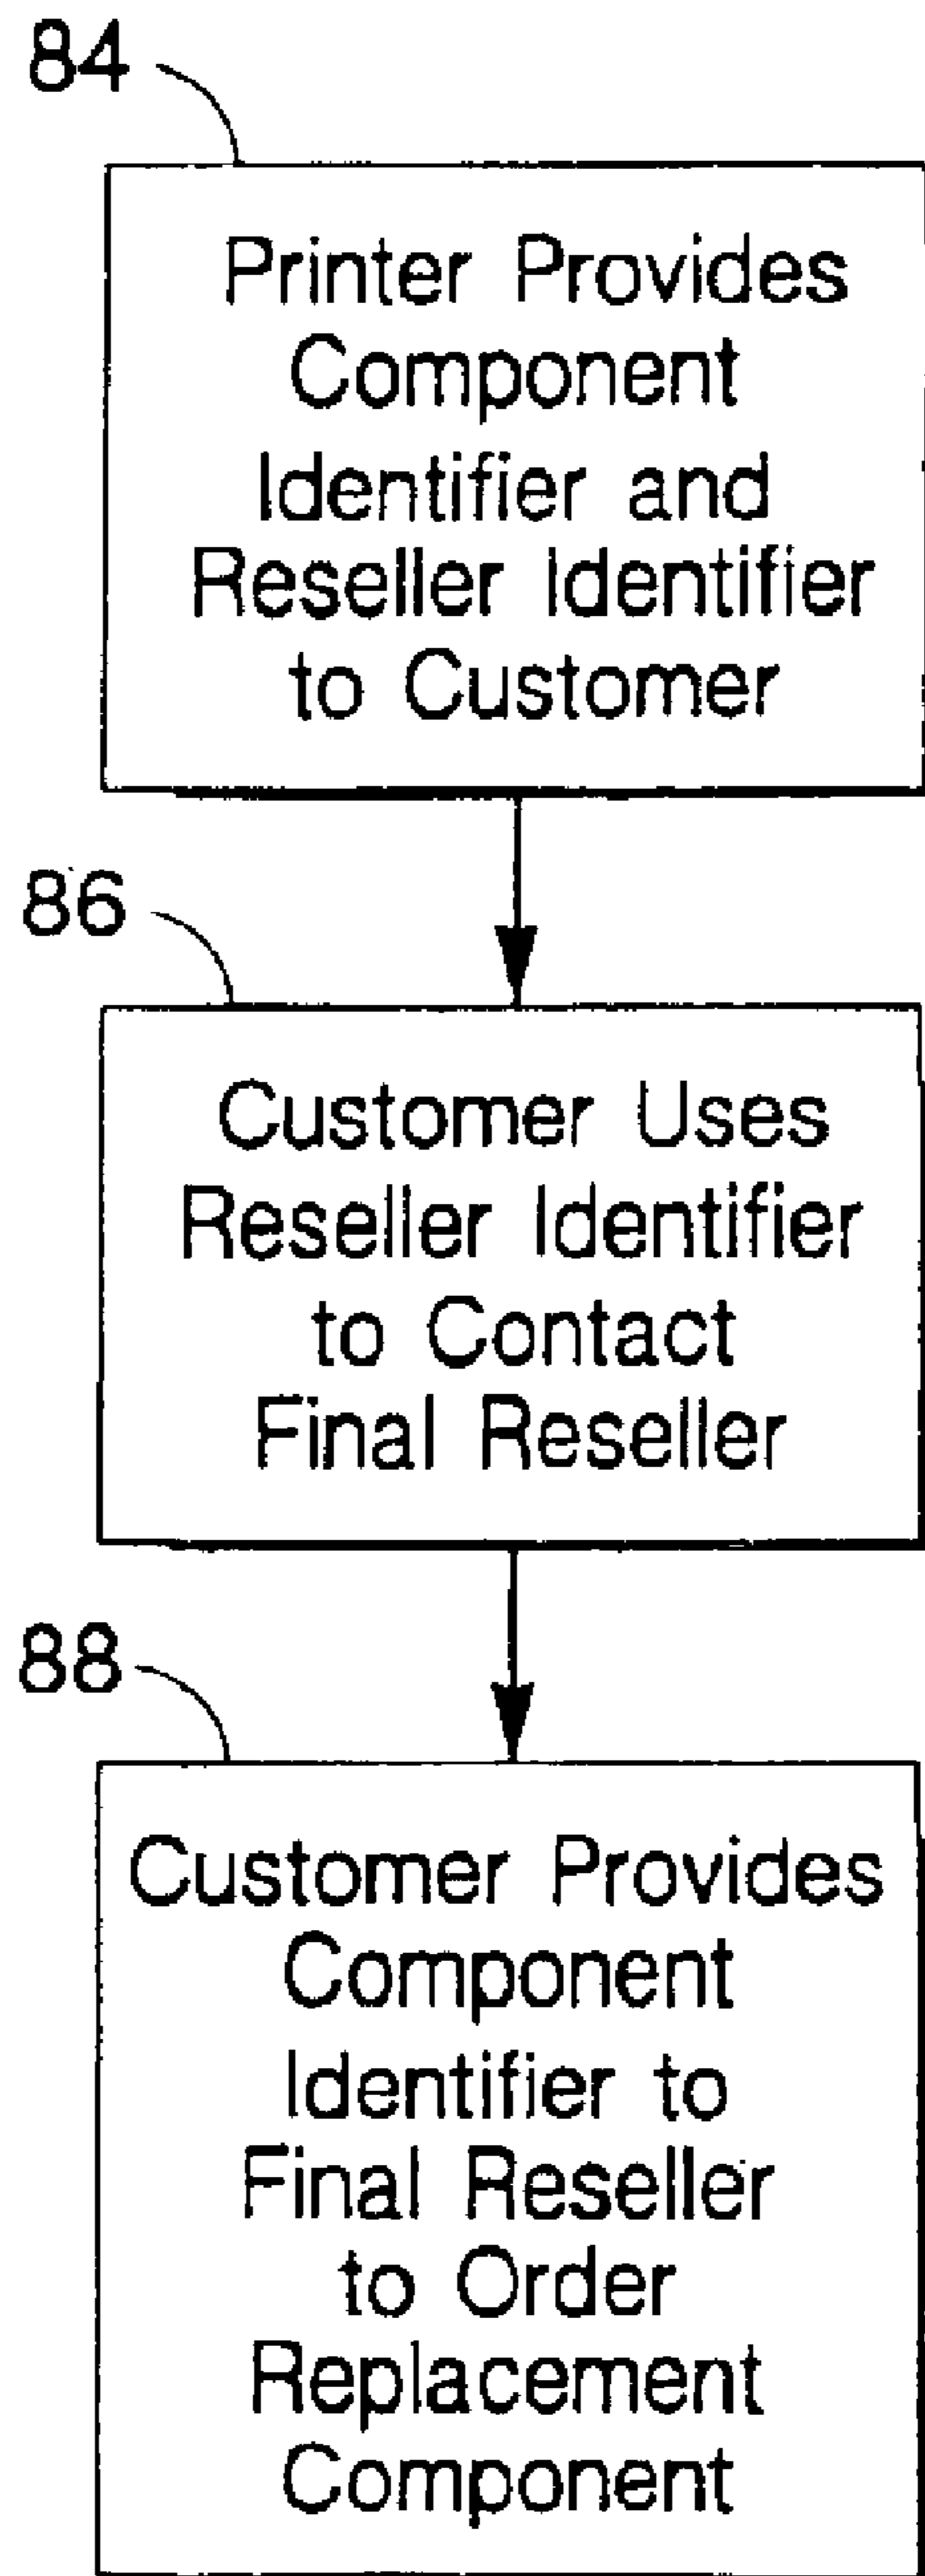 84
Printer Provides
Component
Identifier and
Reseller Identifier
to Customer
86
Customer Uses
Reseller Identifier
to Contact
Final Reseller
88
Customer Provides
Component
Identifier to
Final Reseller
to Order
Replacement
Component